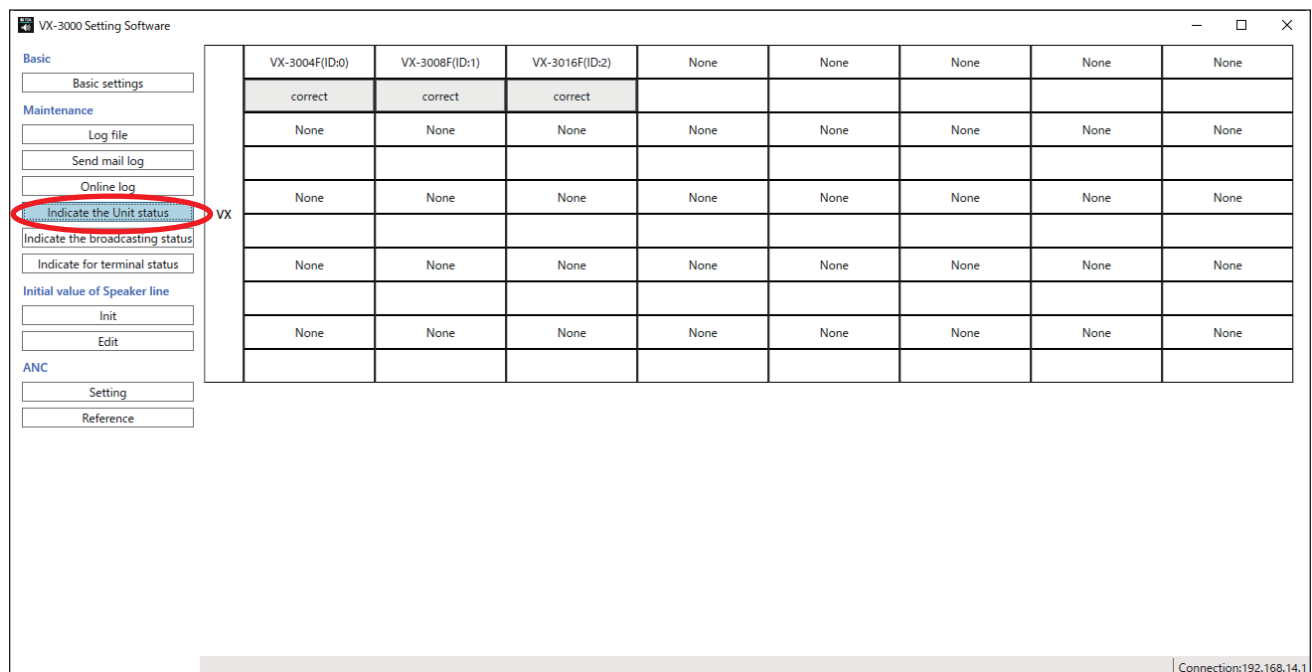 VX-3000 Setting Software
Basic
Basic settings
Maintenance
Log file
Send mail log
Online log
Indicate the Unit status
Indicate the broadcasting status
Indicate for terminal status
Initial value of Speaker line
Init
Edit
ANC
Setting
Reference
VX
VX-3004F(ID:0) VX-3008F(ID:1) VX-3016F(ID:2) None None None None None
correct correct correct
None None None None None None None None
None None None None None None None None
None None None None None None None None
None None None None None None None None
Connection:192.168.14.1